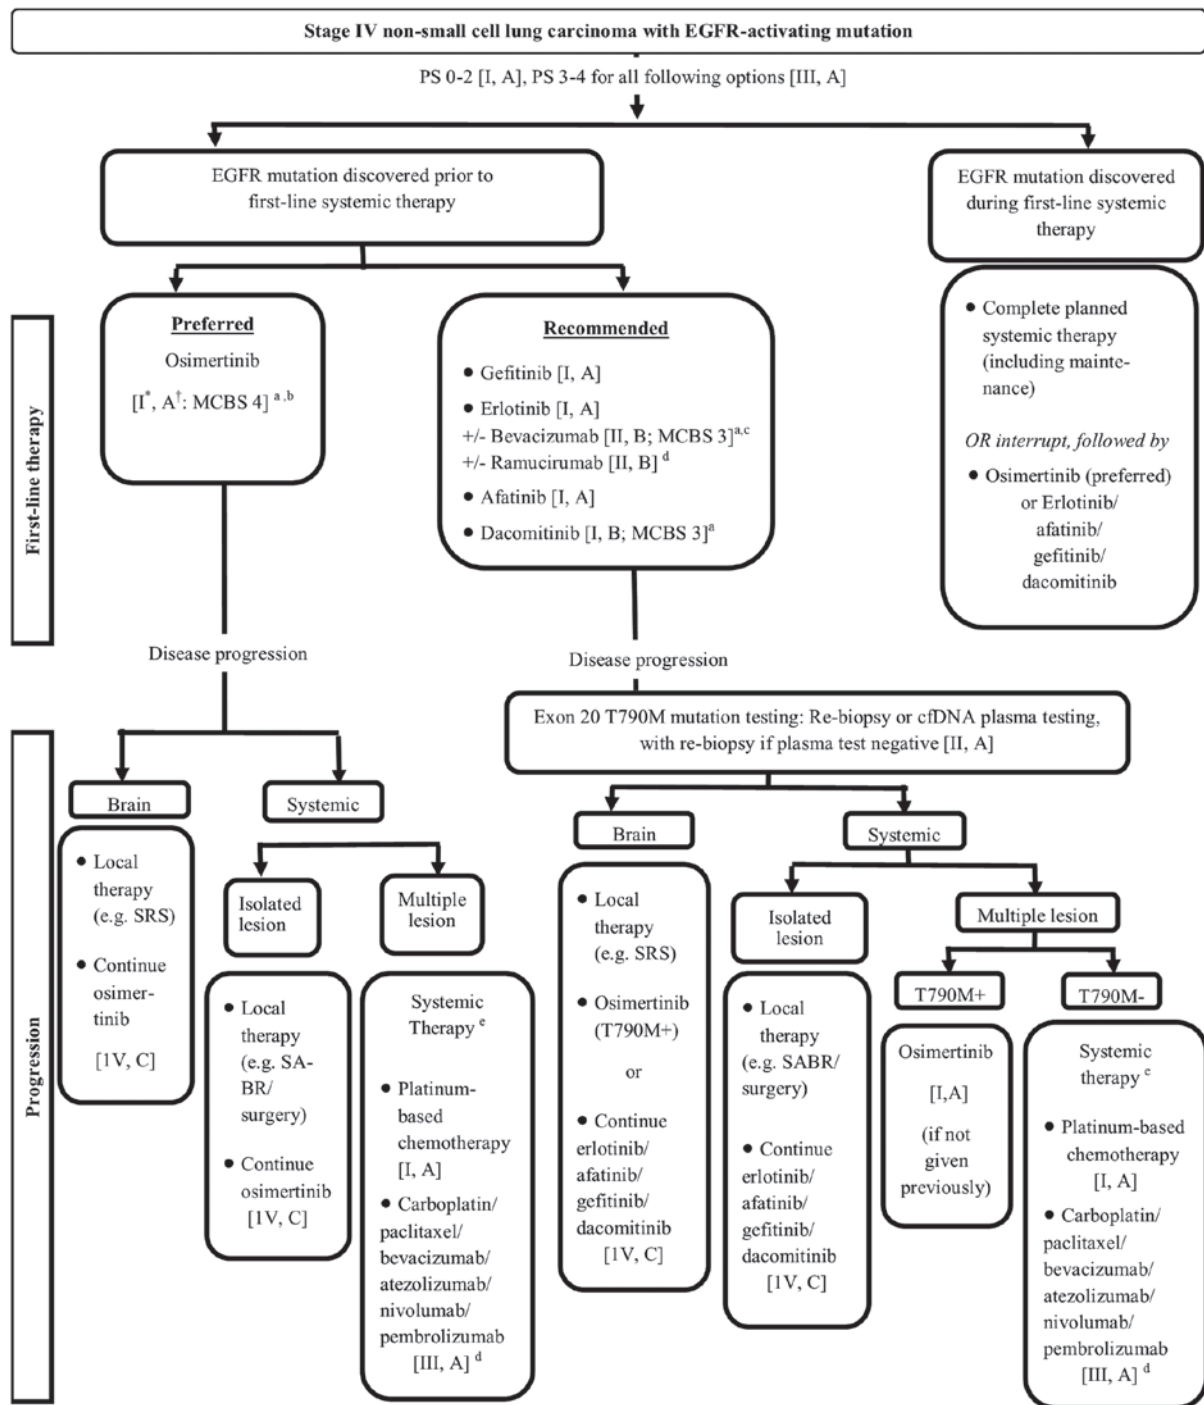 Stage IV non-small cell lung carcinoma with EGFR-activating mutation
PS 0-2 [I, A], PS 3-4 for all following options [III, A]
EGFR mutation discovered prior to
first-line systemic therapy
EGFR mutation discovered
during first-line systemic
therapy
First-line therapy
Preferred
Osimertinib
[I*, A†: MCBS 4] a,b
Recommended
● Gefitinib [I, A]
● Erlotinib [I, A]
+/- Bevacizumab [II, B; MCBS 3]a,c
+/- Ramucirumab [II, B] d
● Afatinib [I, A]
● Dacomitinib [I, B; MCBS 3]a
● Complete planned
systemic therapy
(including mainte-
nance)
OR interrupt, followed by
● Osimertinib (preferred)
or Erlotinib/
afatinib/
gefitinib/
dacomitinib
Disease progression
Disease progression
Exon 20 T790M mutation testing: Re-biopsy or cfDNA plasma testing,
with re-biopsy if plasma test negative [II, A]
Progression
Brain
● Local
therapy
(e.g. SRS)
● Continue
osimer-
tinib
[1V, C]
Systemic
Isolated
lesion
● Local
therapy
(e.g. SA-
BR/
surgery)
● Continue
osimertinib
[1V, C]
Multiple
lesion
Systemic
Therapy e
● Platinum-
based
chemotherapy
[I, A]
● Carboplatin/
paclitaxel/
bevacizumab/
atezolizumab/
nivolumab/
pembrolizumab
[III, A] d
Brain
● Local
therapy
(e.g. SRS)
● Osimertinib
(T790M+)
or
● Continue
erlotinib/
afatinib/
gefitinib/
dacomitinib
[1V, C]
Systemic
Isolated
lesion
● Local
therapy
(e.g. SABR/
surgery)
● Continue
erlotinib/
afatinib/
gefitinib/
dacomitinib
[1V, C]
Multiple lesion
T790M+
Osimertinib
[I,A]
(if not
given
previously)
T790M-
Systemic
therapy e
● Platinum-based
chemotherapy
[I, A]
● Carboplatin/
paclitaxel/
bevacizumab/
atezolizumab/
nivolumab/
pembrolizumab
[III, A] d